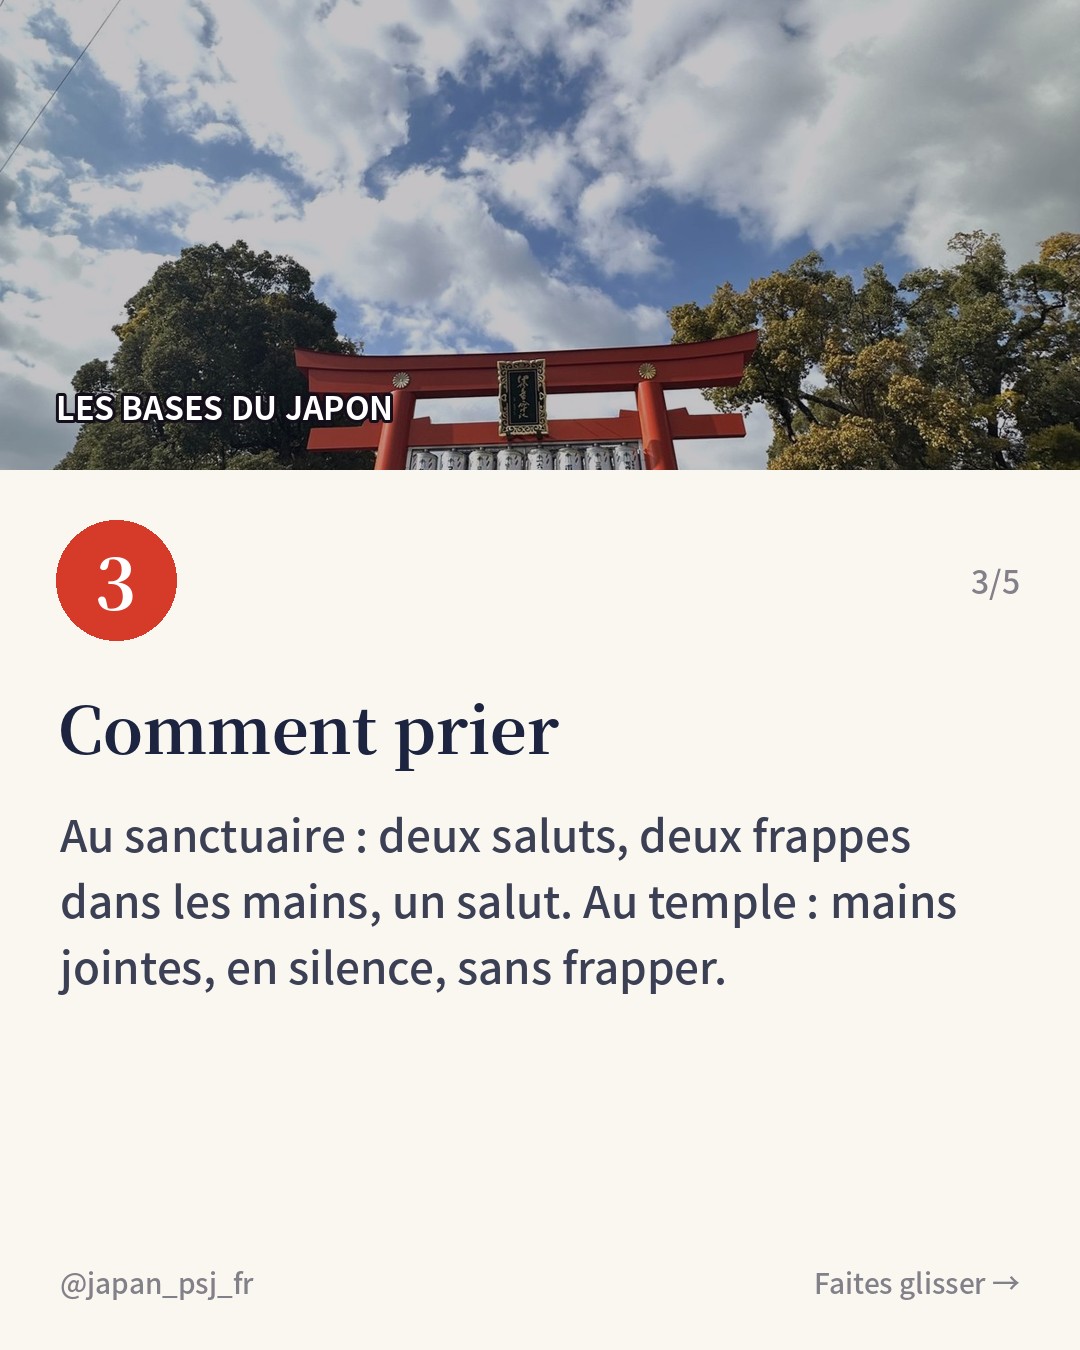 LES BASES DU JAPON
3
3/5
Comment prier
Au sanctuaire : deux saluts, deux frappes
dans les mains, un salut. Au temple : mains
jointes, en silence, sans frapper.
@japan_psj_fr
Faites glisser →